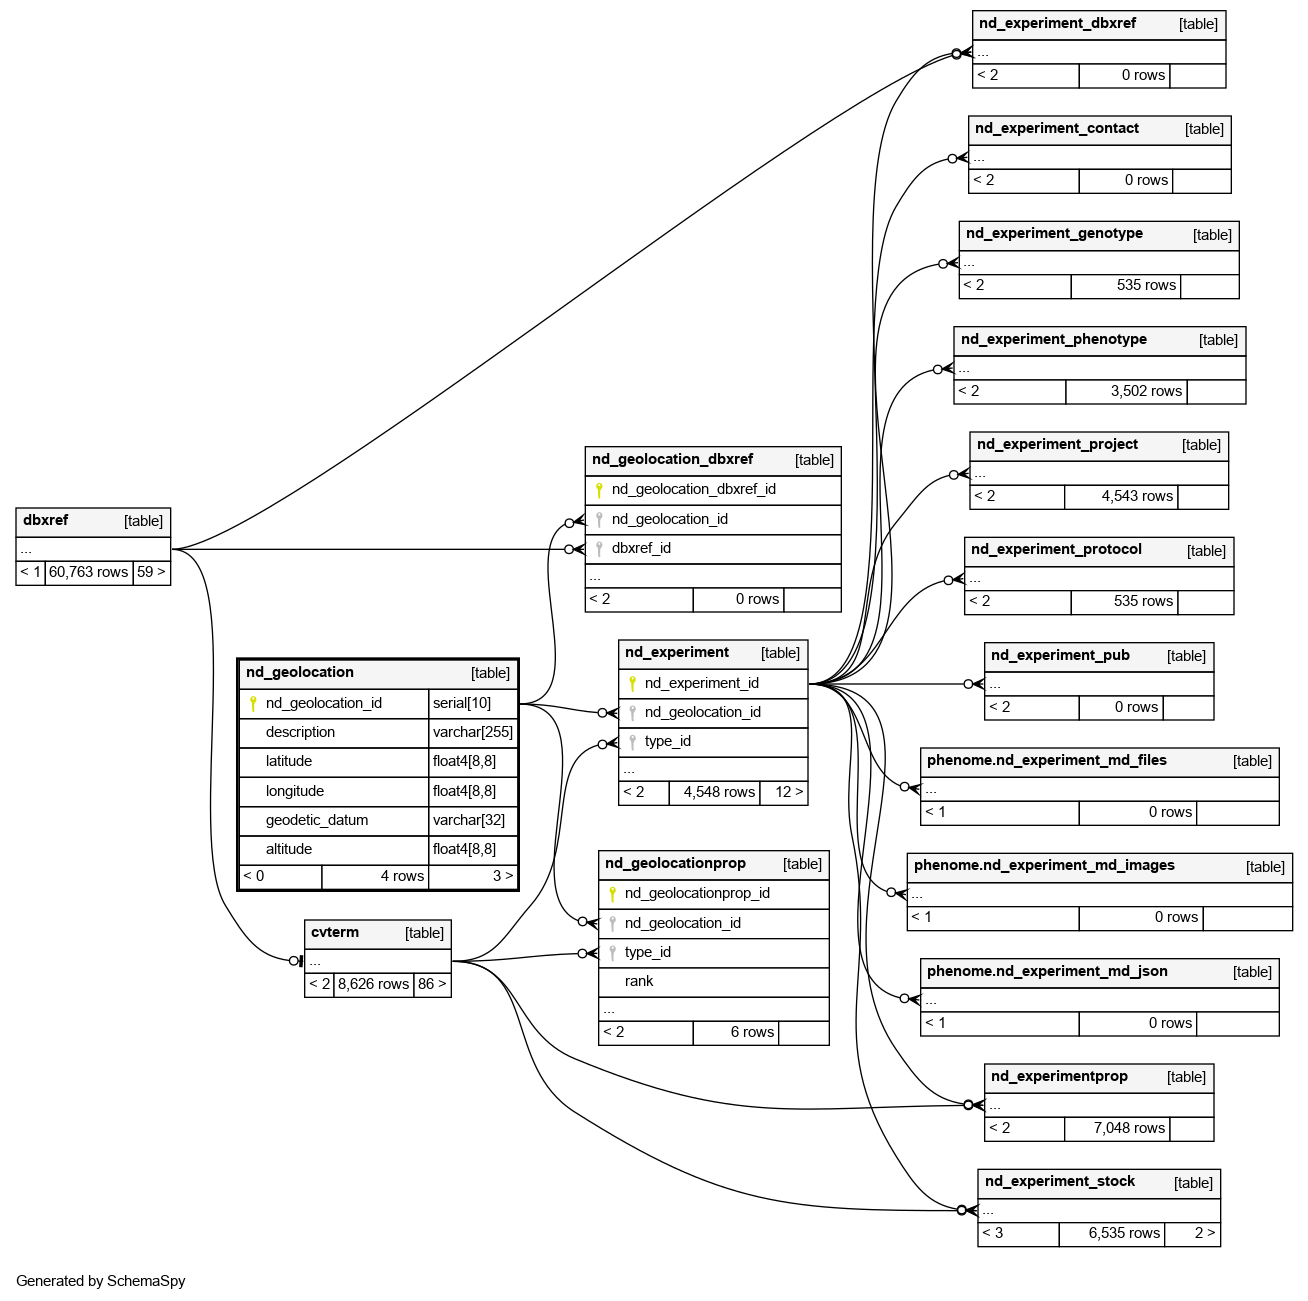 nd_experiment_dbxref [table]
...
< 2 0 rows
nd_experiment_contact [table]
...
< 2 0 rows
nd_experiment_genotype [table]
...
< 2 535 rows
nd_experiment_phenotype [table]
...
< 2 3,502 rows
nd_experiment_project [table]
...
< 2 4,543 rows
nd_experiment_protocol [table]
...
< 2 535 rows
nd_experiment_pub [table]
...
< 2 0 rows
phenome.nd_experiment_md_files [table]
...
< 1 0 rows
phenome.nd_experiment_md_images [table]
...
< 1 0 rows
phenome.nd_experiment_md_json [table]
...
< 1 0 rows
nd_experimentprop [table]
...
< 2 7,048 rows
nd_experiment_stock [table]
...
< 3 6,535 rows 2 >
nd_geolocation_dbxref [table]
nd_geolocation_dbxref_id
nd_geolocation_id
dbxref_id
...
< 2 0 rows
nd_experiment [table]
nd_experiment_id
nd_geolocation_id
type_id
...
< 2 4,548 rows 12 >
nd_geolocationprop [table]
nd_geolocationprop_id
nd_geolocation_id
type_id
rank
...
< 2 6 rows
dbxref [table]
...
< 1 60,763 rows 59 >
nd_geolocation [table]
nd_geolocation_id serial[10]
description varchar[255]
latitude float4[8,8]
longitude float4[8,8]
geodetic_datum varchar[32]
altitude float4[8,8]
< 0 4 rows 3 >
cvterm [table]
...
< 2 8,626 rows 86 >
Generated by SchemaSpy